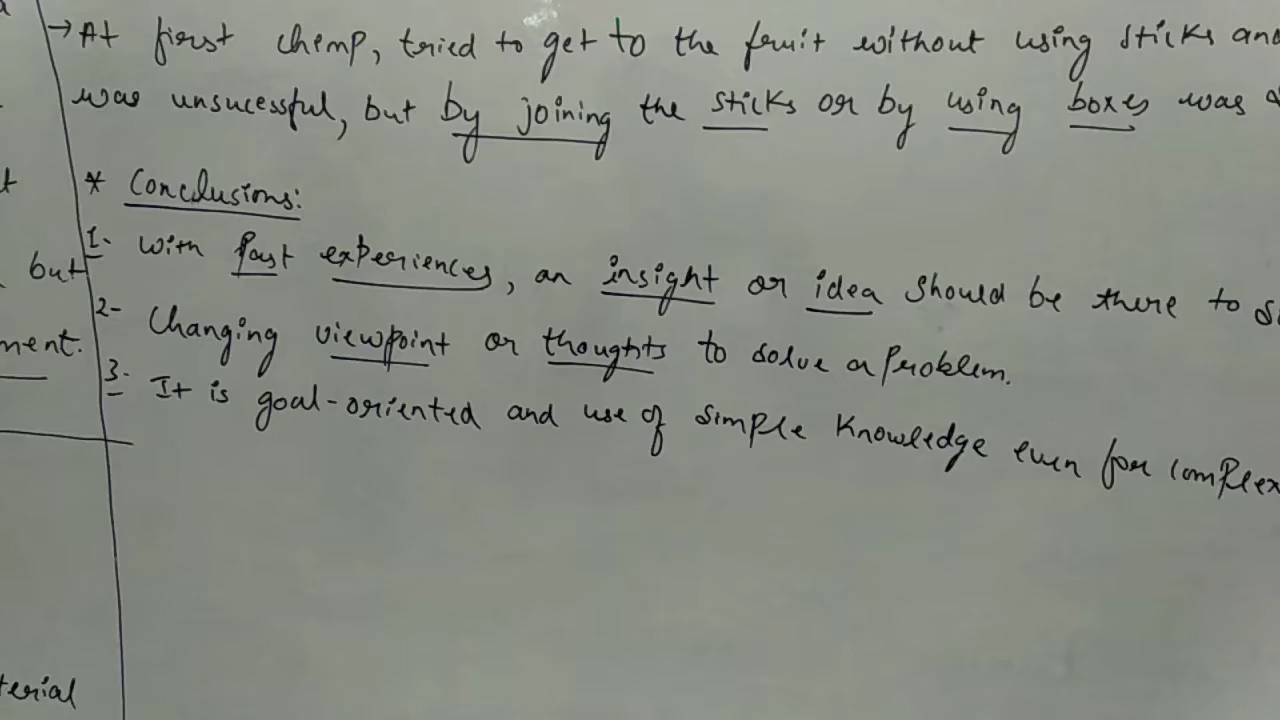 → At first chimp, tried to get to the fruit without using sticks and
was unsucessful, but by joining the sticks or by using boxes was
* Conclusions:
1- with Past experiences, an insight or idea should be there to
2- Changing viewpoint or thoughts to solve a Problem.
3- It is goal-oriented and use of simple knowledge even for complex
but
ment.
terial